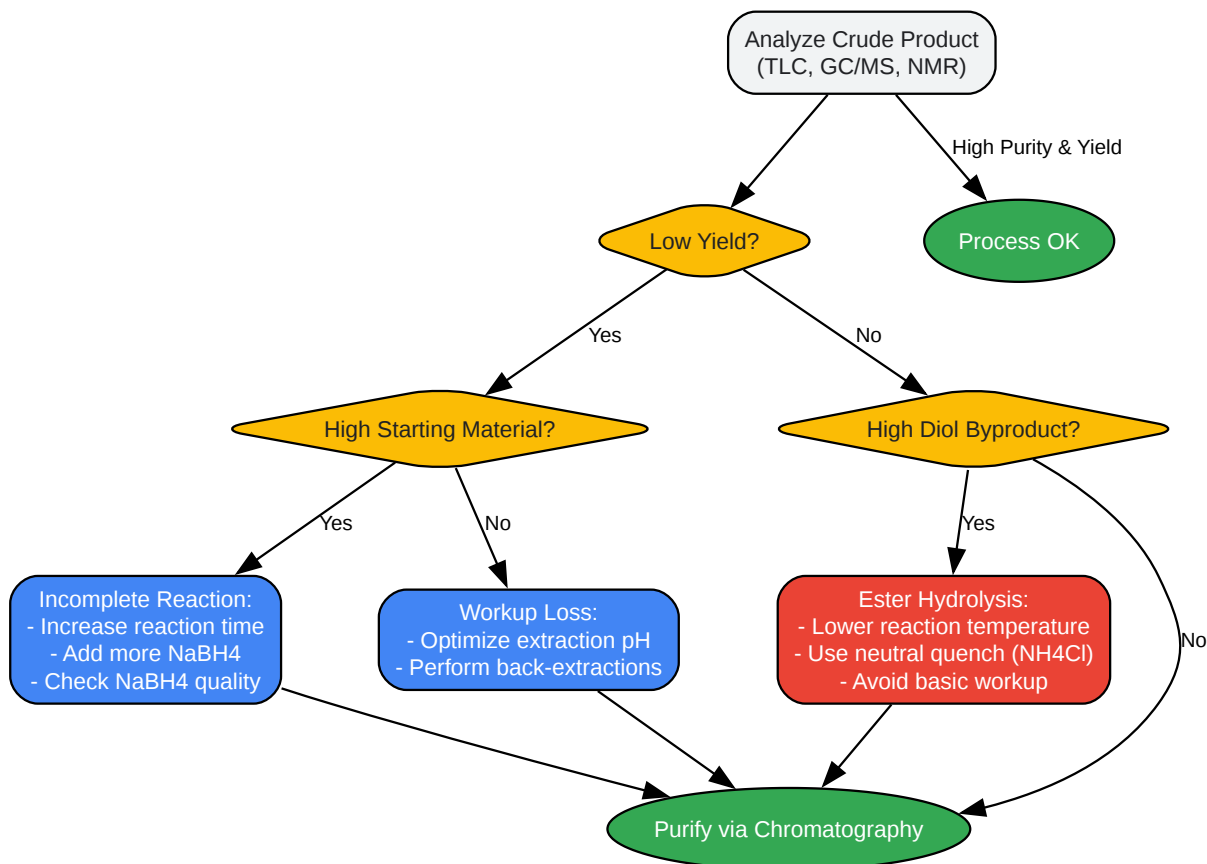 Analyze Crude Product
(TLC, GC/MS, NMR)
High Purity & Yield
Low Yield?
Process OK
Yes
No
High Starting Material?
High Diol Byproduct?
Yes
No
Yes
No
Incomplete Reaction:
- Increase reaction time
- Add more NaBH4
- Check NaBH4 quality
Workup Loss:
- Optimize extraction pH
- Perform back-extractions
Ester Hydrolysis:
- Lower reaction temperature
- Use neutral quench (NH4Cl)
- Avoid basic workup
Purify via Chromatography